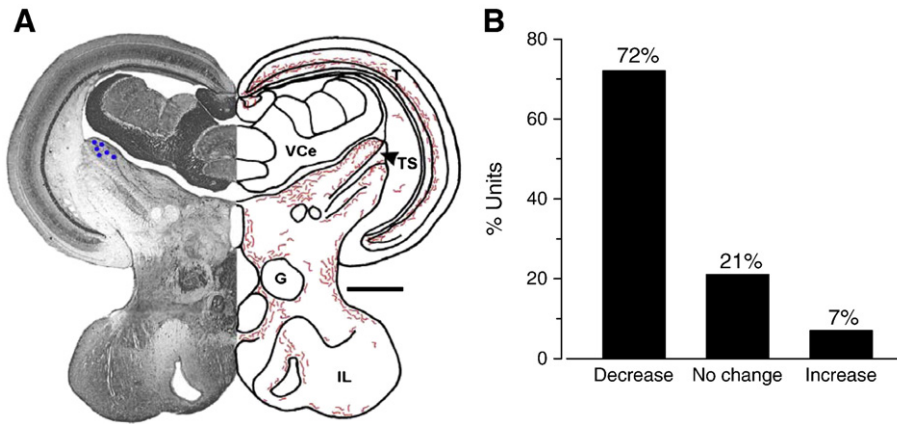 A
T
VCe
TS
G
IL
B
% Units
80
60
40
20
0
72%
21%
7%
Decrease
No change
Increase